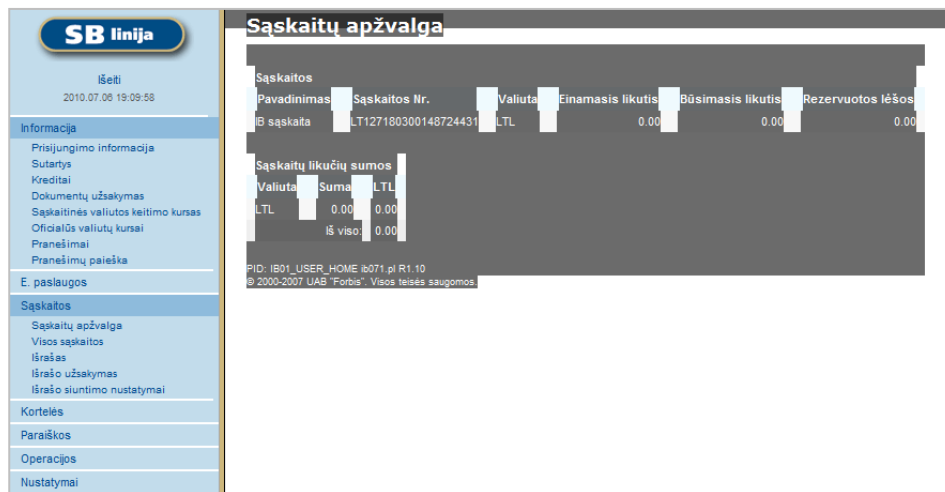 SB linija
Išeiti
2010.07.06 19:09:58
Informacija
Prisijungimo informacija
Sutartys
Kreditai
Dokumentų užsakymas
Sąskaitinės valiutos keitimo kursas
Oficialūs valiutų kursai
Pranešimai
Pranešimų paieška
E. paslaugos
Sąskaitos
Sąskaitų apžvalga
Visos sąskaitos
Išrašas
Išrašo užsakymas
Išrašo siuntimo nustatymai
Kortelės
Paraiškos
Operacijos
Nustatymai
Sąskaitų apžvalga
Sąskaitos
Pavadinimas Sąskaitos Nr. Valiuta Einamasis likutis Būsimasis likutis Rezervuotos lėšos
IB sąskaita LT127180300148724431 LTL 0.00 0.00 0.00
Sąskaitų likučių sumos
Valiuta Suma LTL
LTL 0.00 0.00
Iš viso: 0.00
PID: IB01_USER_HOME ib071.pl R1.10
© 2000-2007 UAB "Forbis". Visos teisės saugomos.